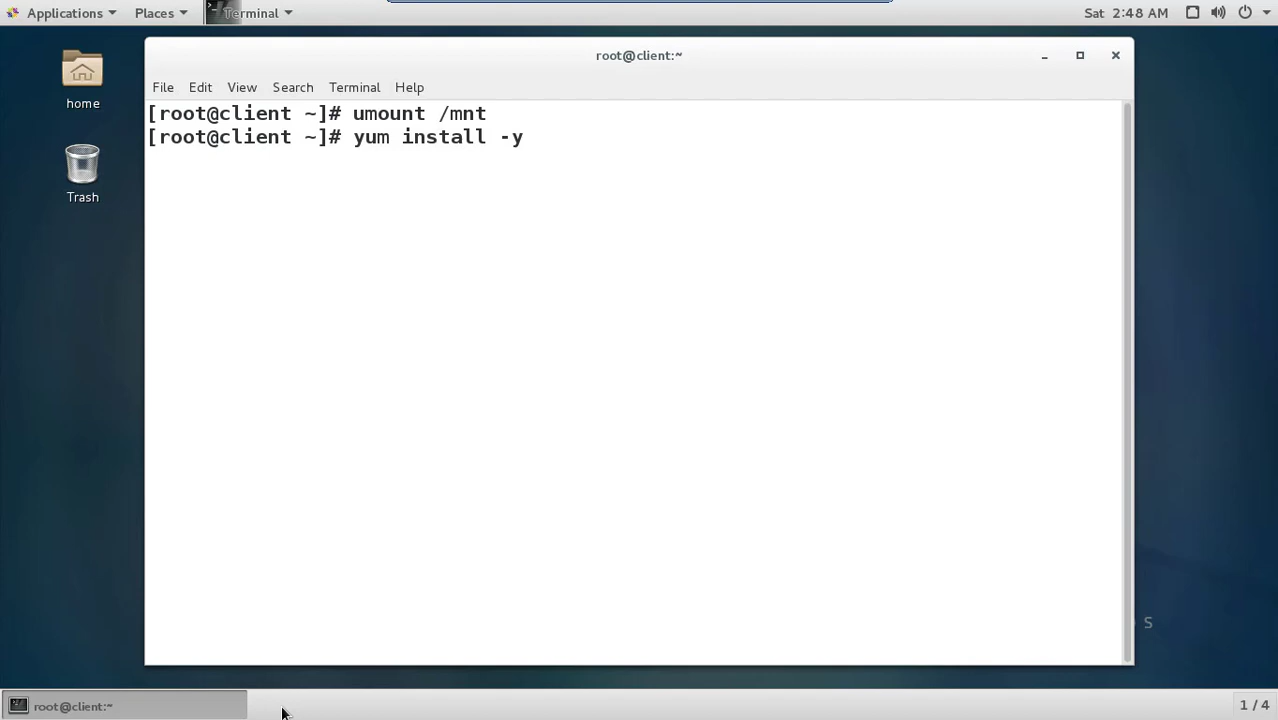 Applications Places Terminal Sat 2:48 AM
home
Trash
root@client:~
File Edit View Search Terminal Help
[root@client ~]# umount /mnt
[root@client ~]# yum install -y
S
root@client:~ 1 / 4